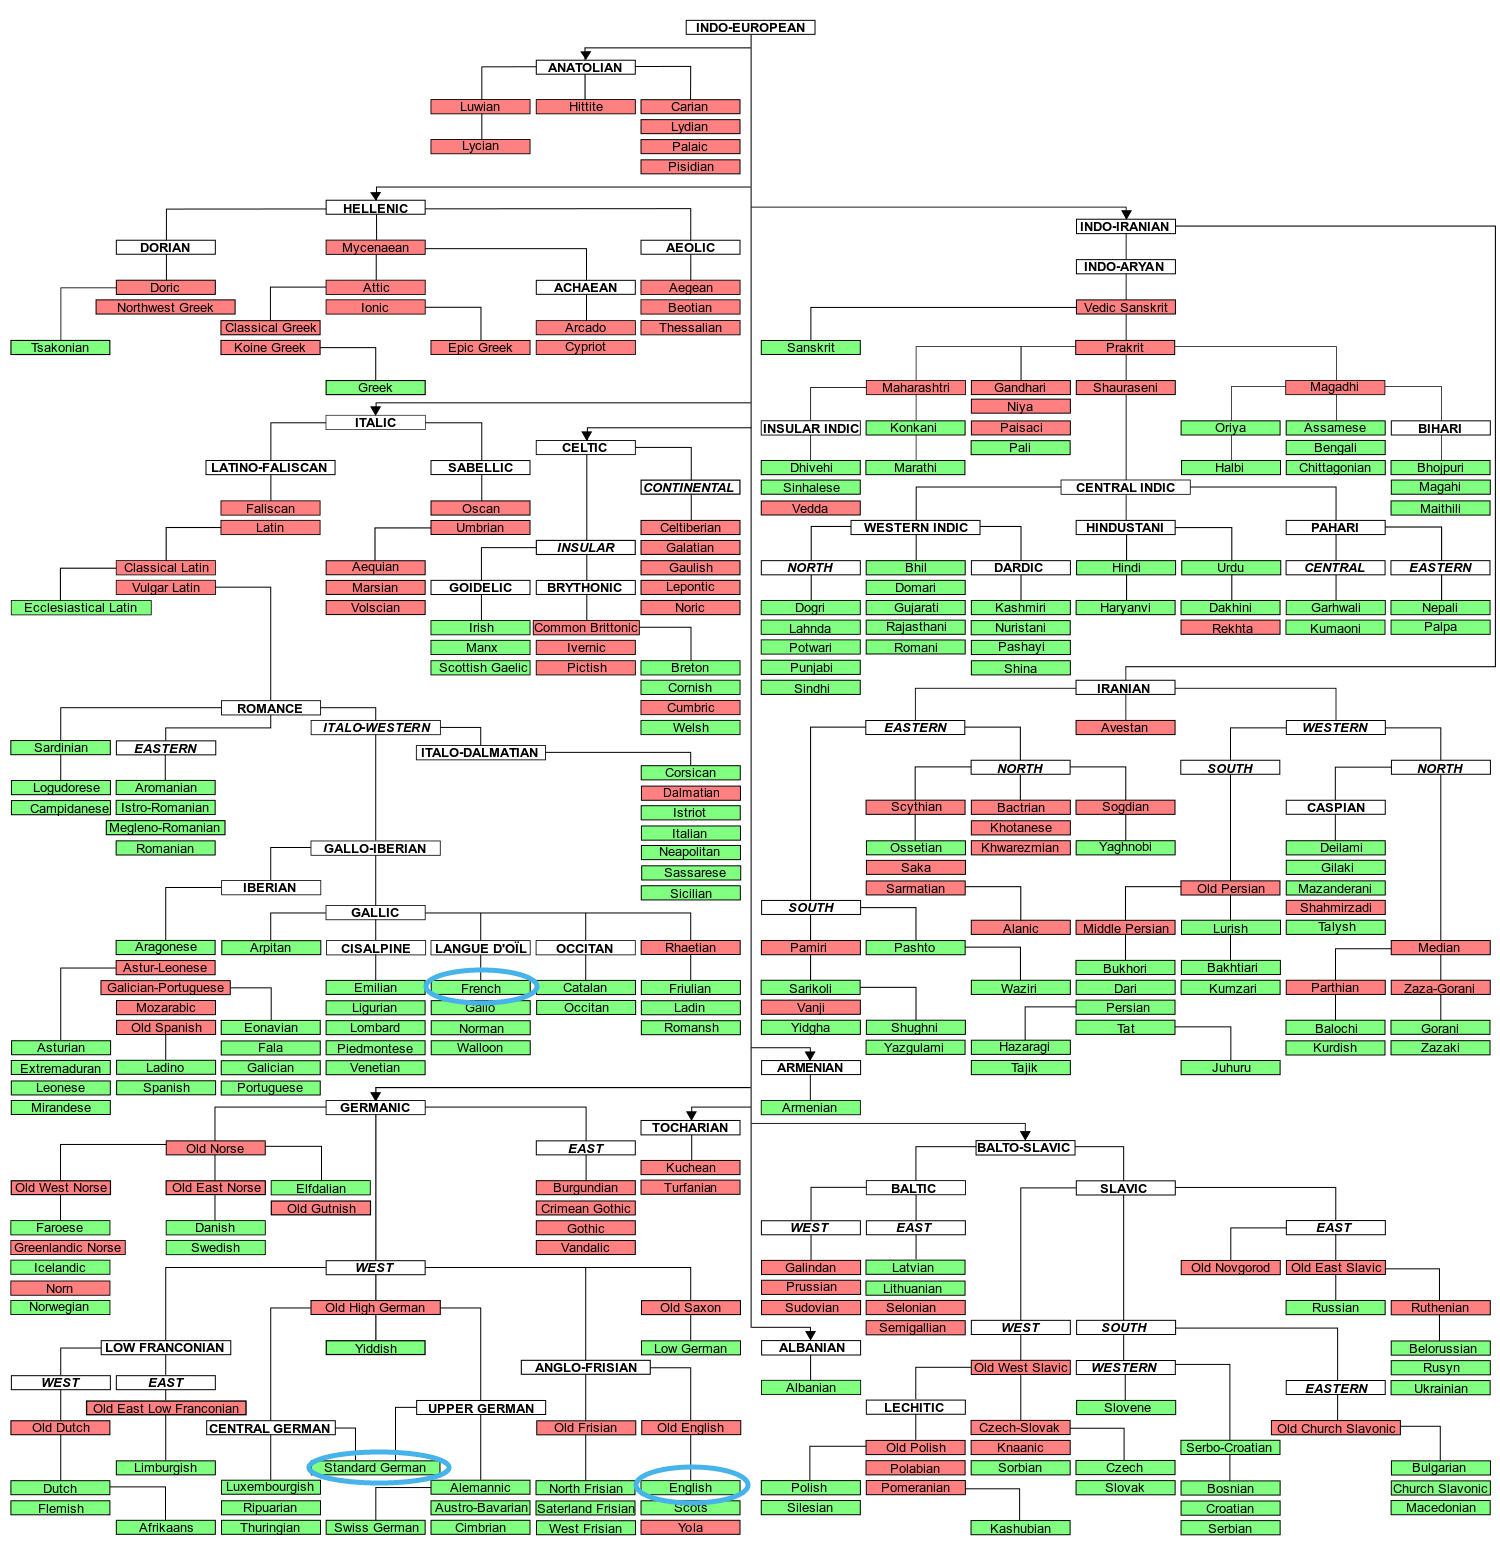 INDO-EUROPEAN
ANATOLIAN
Luwian
Hittite
Carian
Lydian
Lycian
Palaic
Pisidian
HELLENIC
DORIAN
Mycenaean
AEOLIC
Doric
Attic
ACHAEAN
Aegean
Northwest Greek
Ionic
Beotian
Classical Greek
Arcado
Thessalian
Tsakonian
Koine Greek
Epic Greek
Cypriot
Greek
INDO-IRANIAN
INDO-ARYAN
Vedic Sanskrit
Sanskrit
Prakrit
Maharashtri
Gandhari
Shauraseni
Magadhi
Niya
INSULAR INDIC
Konkani
Paisaci
Oriya
Assamese
BIHARI
Pali
Bengali
Dhivehi
Marathi
Halbi
Chittagonian
Bhojpuri
Sinhalese
CENTRAL INDIC
Magahi
Vedda
Maithili
WESTERN INDIC
HINDUSTANI
PAHARI
NORTH
Bhil
DARDIC
Hindi
Urdu
CENTRAL
EASTERN
Domari
Dogri
Gujarati
Kashmiri
Haryanvi
Dakhini
Garhwali
Nepali
Lahnda
Rajasthani
Nuristani
Rekhta
Kumaoni
Palpa
Potwari
Romani
Pashayi
Punjabi
Shina
Sindhi
ITALIC
CELTIC
LATINO-FALISCAN
SABELLIC
CONTINENTAL
Faliscan
Oscan
Latin
Umbrian
Celtiberian
INSULAR
Galatian
Classical Latin
Aequian
Gaulish
Vulgar Latin
Marsian
GOIDELIC
BRYTHONIC
Lepontic
Ecclesiastical Latin
Volscian
Noric
Irish
Common Brittonic
Manx
Ivernic
Scottish Gaelic
Pictish
Breton
Cornish
Cumbric
Welsh
ROMANCE
ITALO-WESTERN
Sardinian
EASTERN
ITALO-DALMATIAN
Corsican
Logudorese
Aromanian
Dalmatian
Campidanese
Istro-Romanian
Istriot
Megleno-Romanian
Italian
Romanian
GALLO-IBERIAN
Neapolitan
Sassarese
IBERIAN
Sicilian
GALLIC
Aragonese
Arpitan
CISALPINE
LANGUE D'OÏL
OCCITAN
Rhaetian
Astur-Leonese
Galician-Portuguese
Emilian
French
Catalan
Friulian
Mozarabic
Ligurian
Gallo
Occitan
Ladin
Old Spanish
Eonavian
Lombard
Norman
Romansh
Asturian
Fala
Piedmontese
Walloon
Extremaduran
Ladino
Galician
Venetian
Leonese
Spanish
Portuguese
Mirandese
IRANIAN
EASTERN
Avestan
WESTERN
NORTH
SOUTH
NORTH
Scythian
Bactrian
Sogdian
CASPIAN
Khotanese
Ossetian
Khwarezmian
Yaghnobi
Deilami
Saka
Gilaki
Sarmatian
Old Persian
Mazanderani
SOUTH
Shahmirzadi
Alanic
Middle Persian
Lurish
Talysh
Pamiri
Pashto
Median
Bukhori
Bakhtiari
Sarikoli
Waziri
Dari
Kumzari
Parthian
Zaza-Gorani
Vanji
Persian
Yidgha
Shughni
Tat
Balochi
Gorani
Yazgulami
Hazaragi
Kurdish
Zazaki
Tajik
Juhuru
ARMENIAN
Armenian
GERMANIC
TOCHARIAN
Old Norse
EAST
Kuchean
Old West Norse
Old East Norse
Elfdalian
Burgundian
Turfanian
Old Gutnish
Crimean Gothic
Faroese
Danish
Gothic
Greenlandic Norse
Swedish
Vandalic
Icelandic
WEST
Norn
Norwegian
Old High German
Old Saxon
LOW FRANCONIAN
Yiddish
Low German
ANGLO-FRISIAN
WEST
EAST
Old East Low Franconian
UPPER GERMAN
Old Dutch
CENTRAL GERMAN
Old Frisian
Old English
Limburgish
Standard German
Dutch
Luxembourgish
Alemannic
North Frisian
English
Flemish
Ripuarian
Austro-Bavarian
Saterland Frisian
Scots
Afrikaans
Thuringian
Swiss German
Cimbrian
West Frisian
Yola
BALTO-SLAVIC
BALTIC
SLAVIC
WEST
EAST
EAST
Galindan
Latvian
Old Novgorod
Old East Slavic
Prussian
Lithuanian
Sudovian
Selonian
Russian
Ruthenian
Semigallian
WEST
SOUTH
ALBANIAN
Belorussian
Old West Slavic
WESTERN
Rusyn
Albanian
EASTERN
Ukrainian
LECHITIC
Slovene
Czech-Slovak
Old Church Slavonic
Old Polish
Knaanic
Serbo-Croatian
Polabian
Sorbian
Czech
Bulgarian
Polish
Pomeranian
Slovak
Bosnian
Church Slavonic
Silesian
Croatian
Macedonian
Kashubian
Serbian